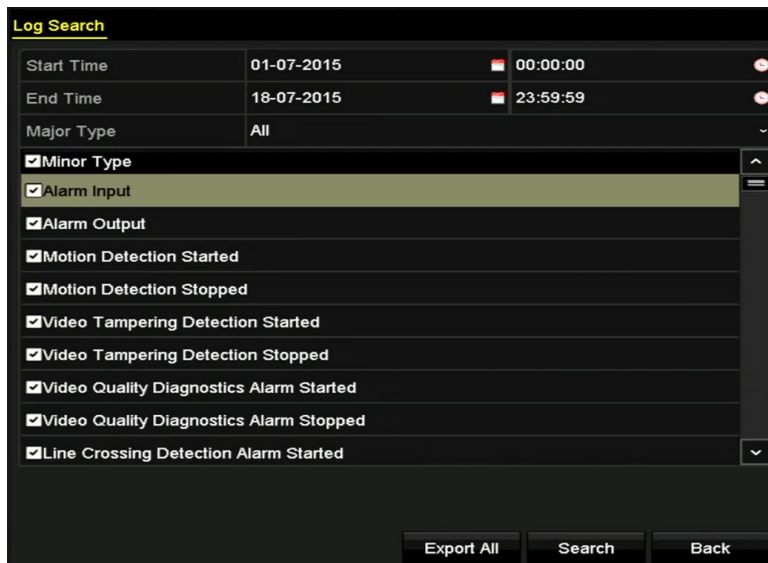 Log Search
Start Time 01-07-2015 00:00:00
End Time 18-07-2015 23:59:59
Major Type All
Minor Type
Alarm Input
Alarm Output
Motion Detection Started
Motion Detection Stopped
Video Tampering Detection Started
Video Tampering Detection Stopped
Video Quality Diagnostics Alarm Started
Video Quality Diagnostics Alarm Stopped
Line Crossing Detection Alarm Started
Export All Search Back